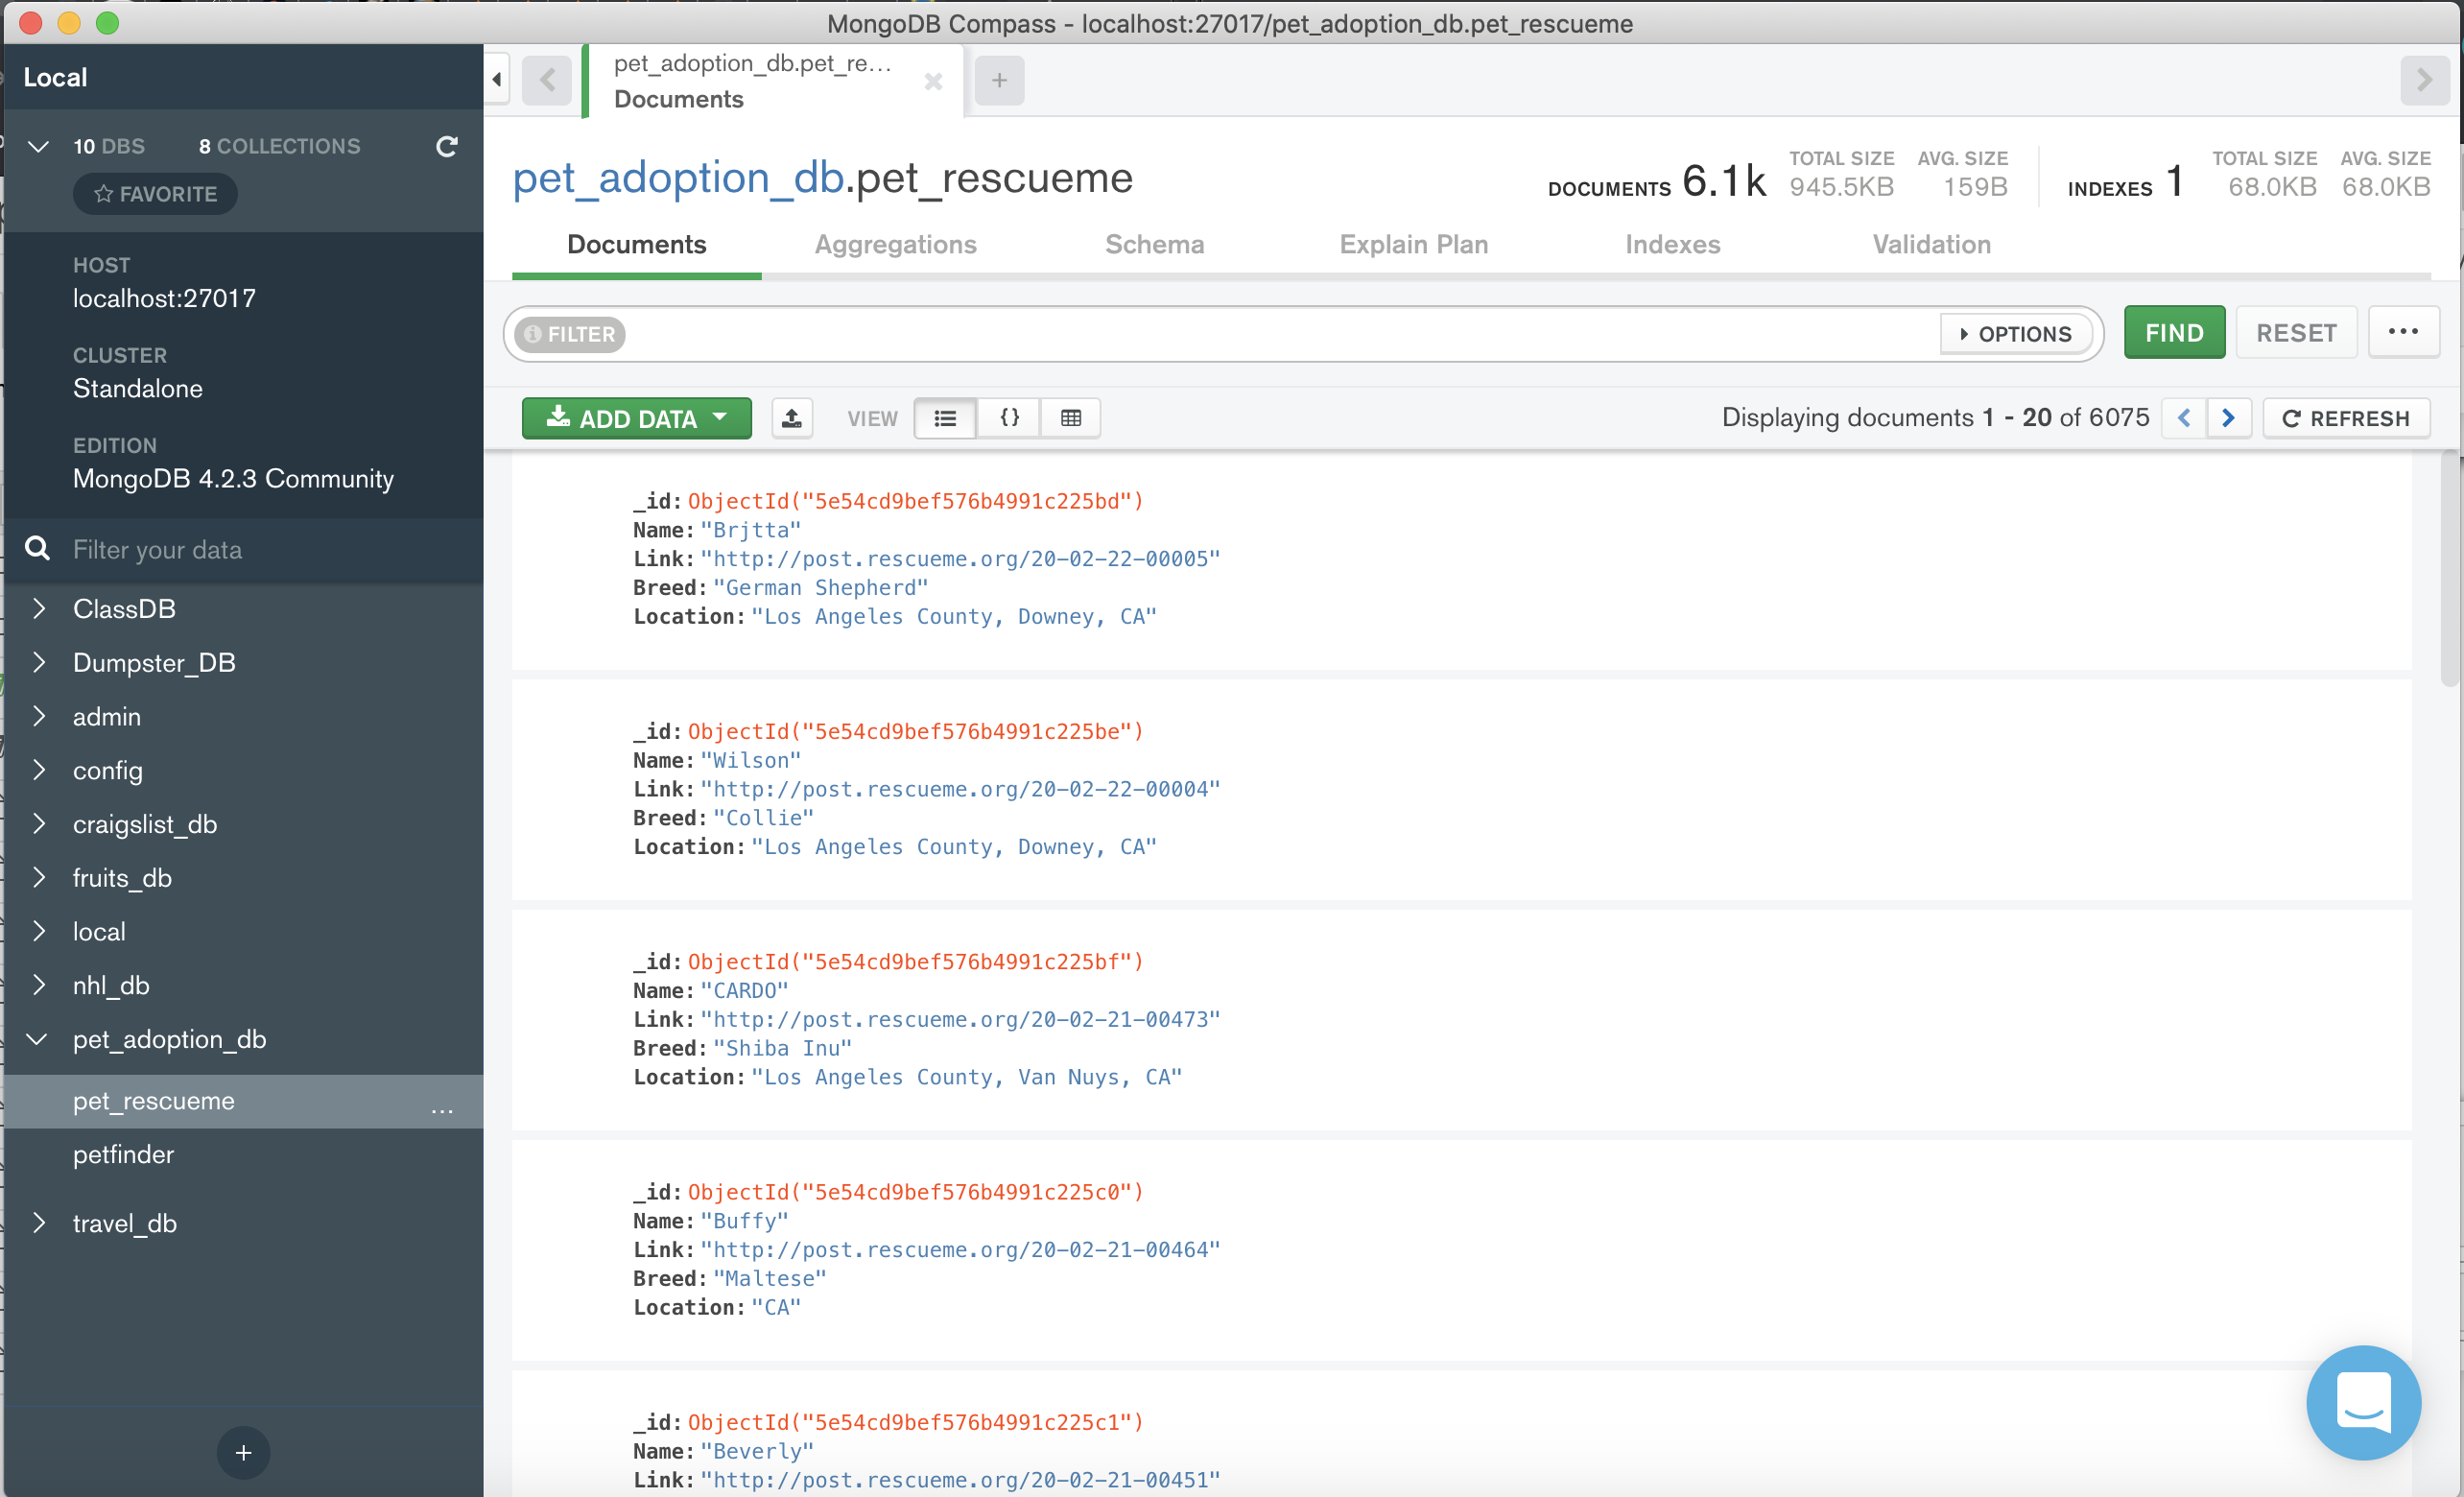 MongoDB Compass - localhost:27017/pet_adoption_db.pet_rescueme
Local
10 DBS 8 COLLECTIONS
FAVORITE
HOST
localhost:27017
CLUSTER
Standalone
EDITION
MongoDB 4.2.3 Community
Filter your data
ClassDB
Dumpster_DB
admin
config
craigslist_db
fruits_db
local
nhl_db
pet_adoption_db
pet_rescueme ...
petfinder
travel_db
+
pet_adoption_db.pet_re...
Documents
+
pet_adoption_db.pet_rescueme
DOCUMENTS 6.1k TOTAL SIZE 945.5KB AVG. SIZE 159B
INDEXES 1 TOTAL SIZE 68.0KB AVG. SIZE 68.0KB
Documents Aggregations Schema Explain Plan Indexes Validation
FILTER OPTIONS FIND RESET ...
ADD DATA VIEW {} Displaying documents 1 - 20 of 6075 REFRESH
_id: ObjectId("5e54cd9bef576b4991c225bd")
Name: "Brjtta"
Link: "http://post.rescueme.org/20-02-22-00005"
Breed: "German Shepherd"
Location: "Los Angeles County, Downey, CA"
_id: ObjectId("5e54cd9bef576b4991c225be")
Name: "Wilson"
Link: "http://post.rescueme.org/20-02-22-00004"
Breed: "Collie"
Location: "Los Angeles County, Downey, CA"
_id: ObjectId("5e54cd9bef576b4991c225bf")
Name: "CARDO"
Link: "http://post.rescueme.org/20-02-21-00473"
Breed: "Shiba Inu"
Location: "Los Angeles County, Van Nuys, CA"
_id: ObjectId("5e54cd9bef576b4991c225c0")
Name: "Buffy"
Link: "http://post.rescueme.org/20-02-21-00464"
Breed: "Maltese"
Location: "CA"
_id: ObjectId("5e54cd9bef576b4991c225c1")
Name: "Beverly"
Link: "http://post.rescueme.org/20-02-21-00451"